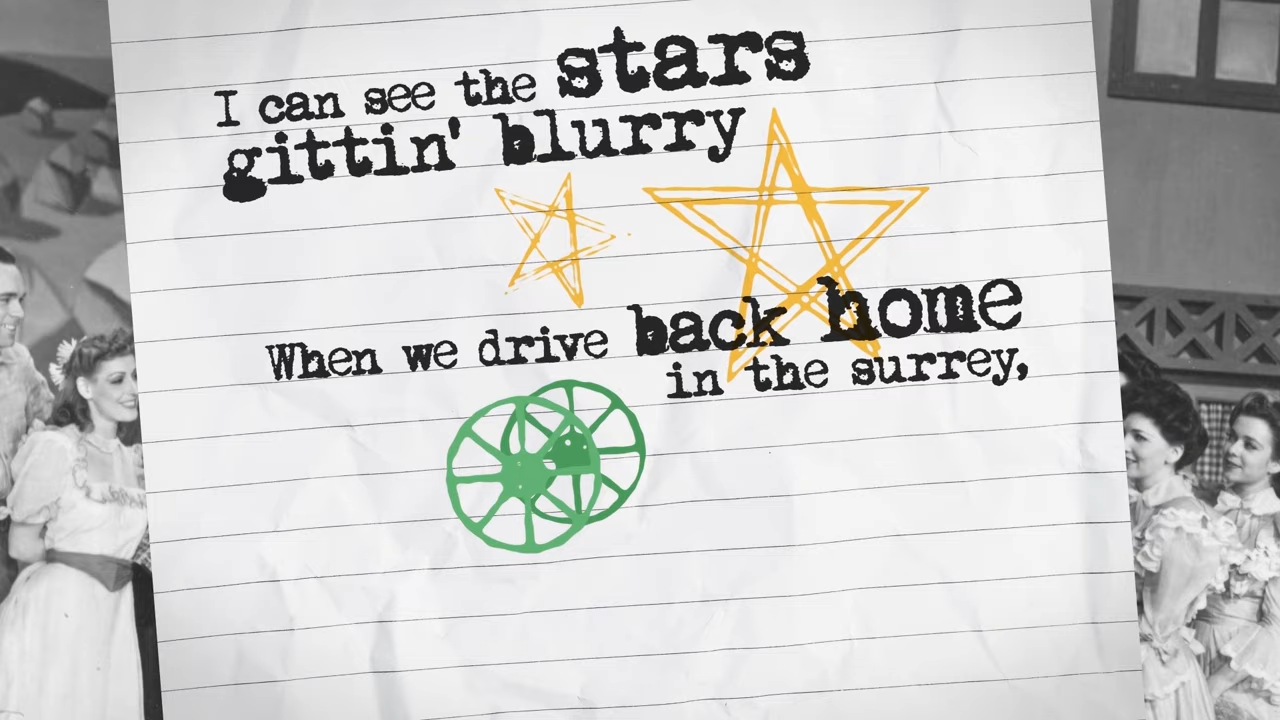 I can see the stars
gittin' blurry
When we drive back home
in the surrey,